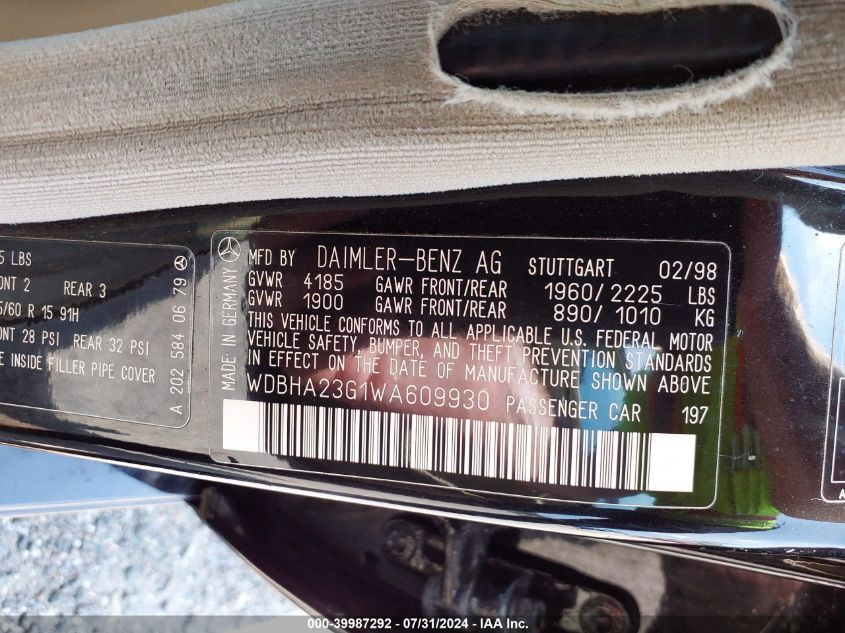 5 LBS
ONT 2 REAR 3
5/60 R 15 91H
ONT 28 PSI REAR 32 PSI
E INSIDE FILLER PIPE COVER
A 202 584 06 79
MADE IN GERMANY
MFD BY DAIMLER-BENZ AG STUTTGART 02/98
GVWR 4185 GAWR FRONT/REAR 1960/2225 LBS
GVWR 1900 GAWR FRONT/REAR 890/1010 KG
THIS VEHICLE CONFORMS TO ALL APPLICABLE U.S. FEDERAL MOTOR
VEHICLE SAFETY, BUMPER, AND THEFT PREVENTION STANDARDS
IN EFFECT ON THE DATE OF MANUFACTURE SHOWN ABOVE
WDBHA23G1WA609930 PASSENGER CAR 197
A
000-39987292 - 07/31/2024 - IAA Inc.